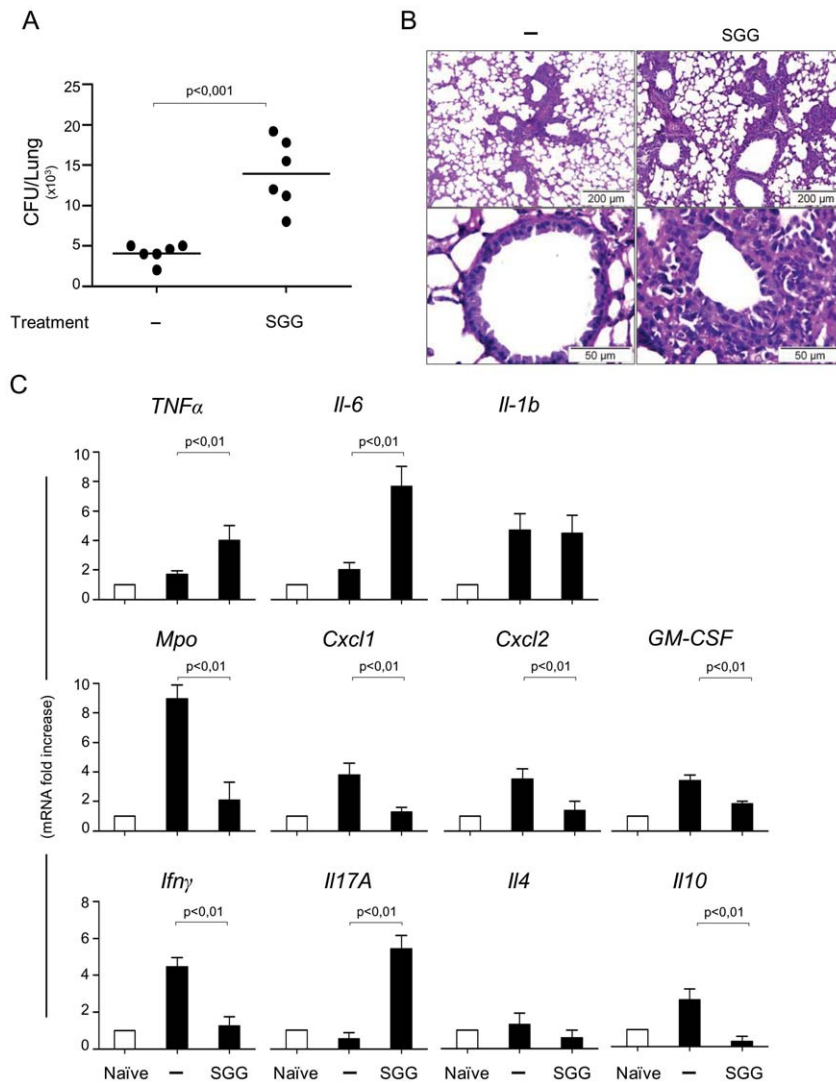 A
p<0,001
25
20
15
10
5
0
CFU/Lung
(x10³)
Treatment
–
SGG
B
–
SGG
200 µm
200 µm
50 µm
50 µm
C
(mRNA fold increase)
TNFα
Il-6
Il-1b
p<0,01
p<0,01
10
8
6
4
2
0
Mpo
Cxcl1
Cxcl2
GM-CSF
p<0,01
p<0,01
p<0,01
p<0,01
10
8
6
4
2
0
Ifnγ
Il17A
Il4
Il10
p<0,01
p<0,01
p<0,01
8
6
4
2
0
Naïve – SGG
Naïve – SGG
Naïve – SGG
Naïve – SGG